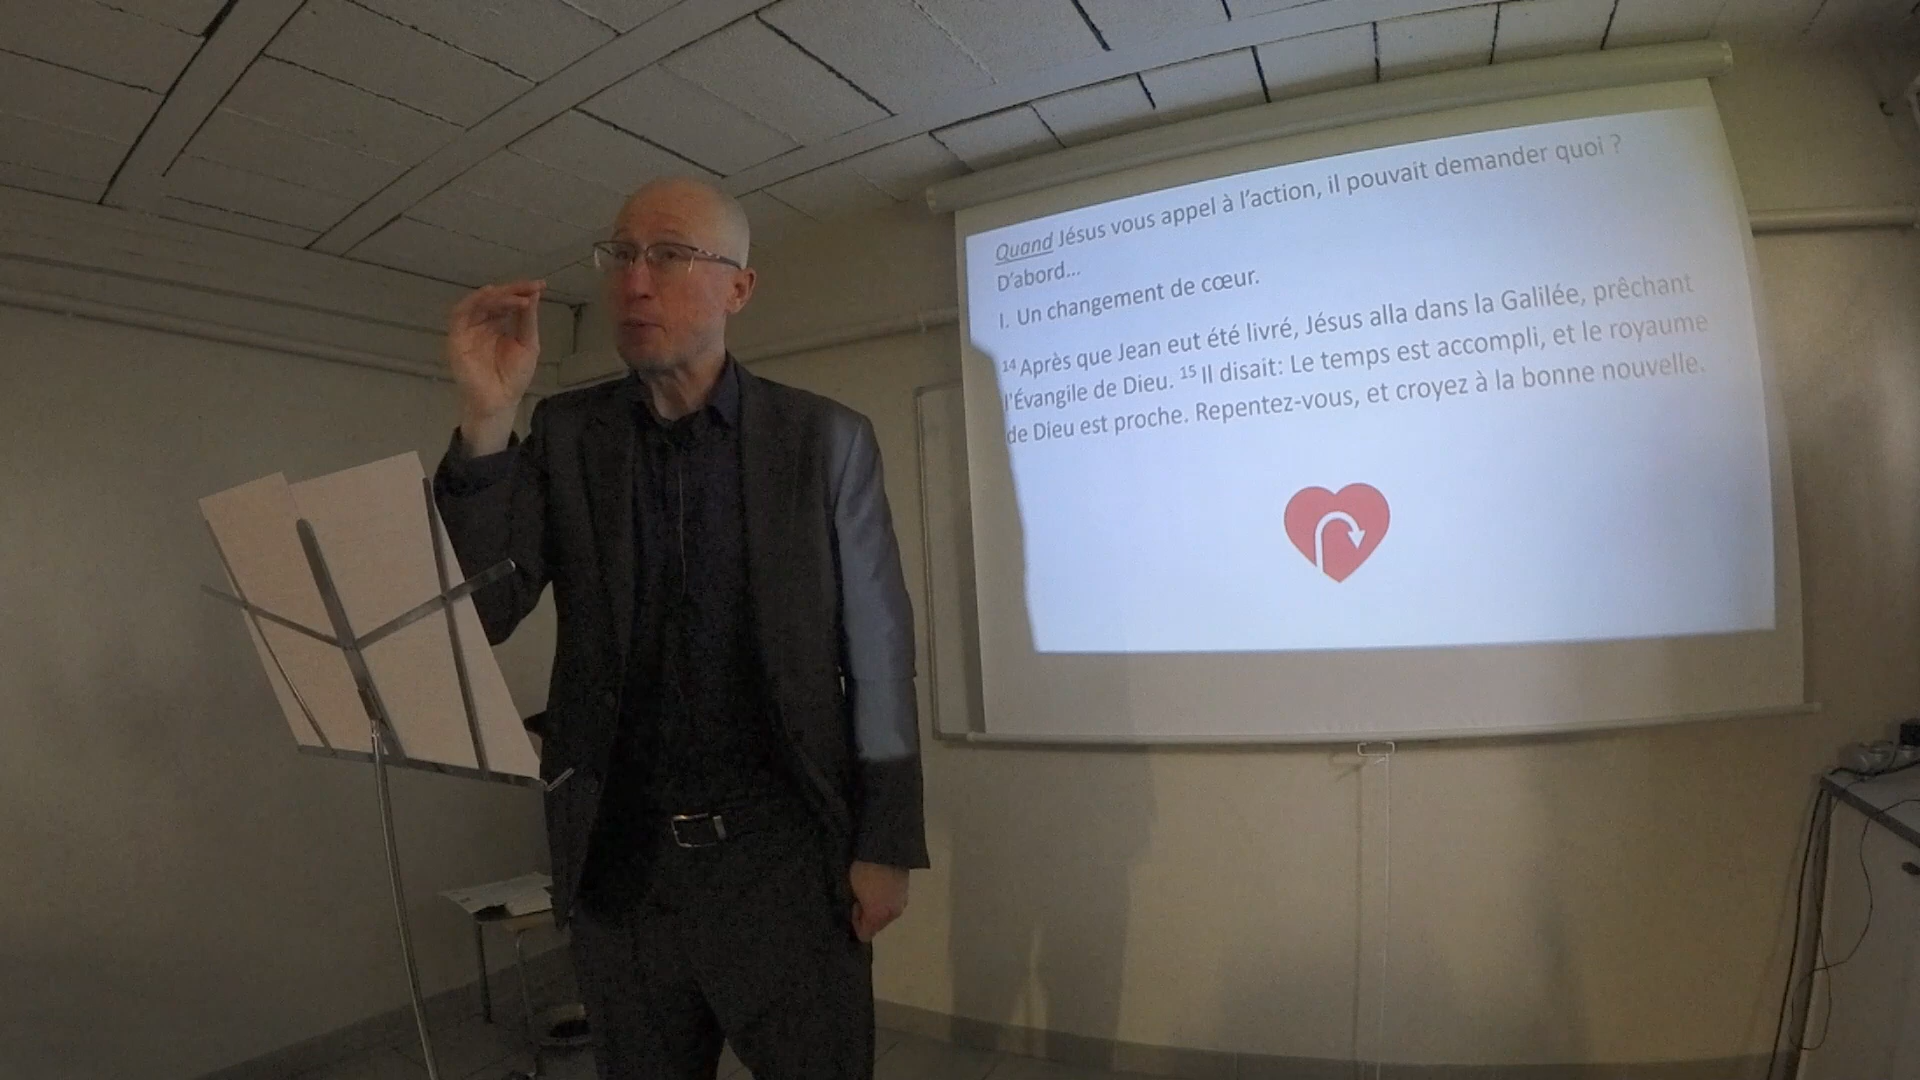 Quand Jésus vous appel à l'action, il pouvait demander quoi ?
D'abord...
I. Un changement de cœur.
¹⁴ Après que Jean eut été livré, Jésus alla dans la Galilée, prêchant
l'Évangile de Dieu. ¹⁵ Il disait: Le temps est accompli, et le royaume
de Dieu est proche. Repentez-vous, et croyez à la bonne nouvelle.